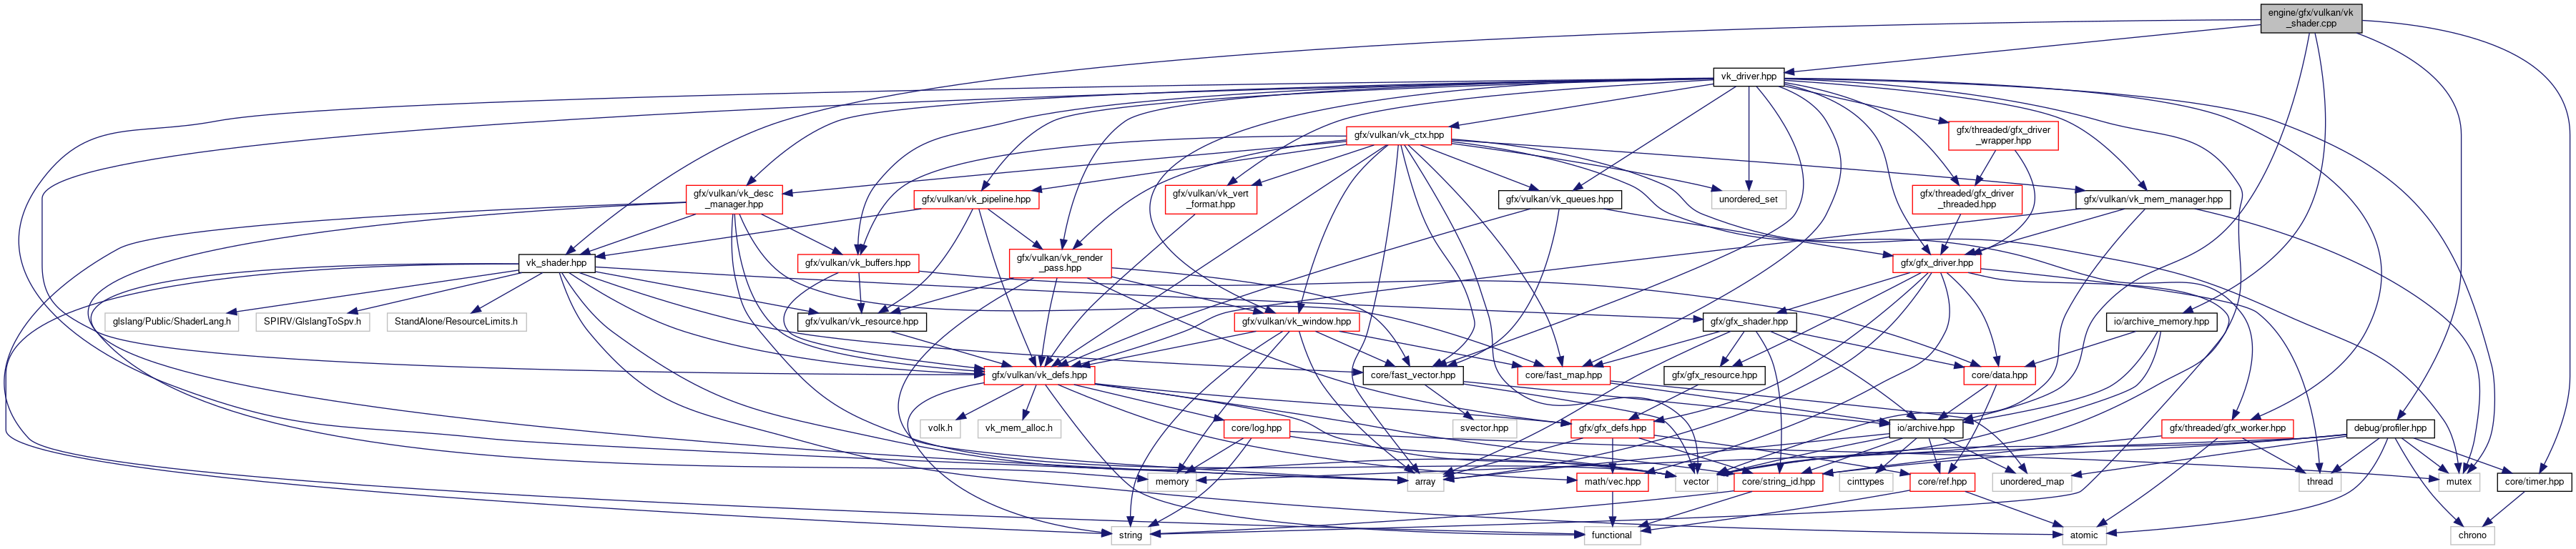 engine/gfx/vulkan/vk
_shader.cpp
vk_driver.hpp
gfx/vulkan/vk_ctx.hpp
gfx/threaded/gfx_driver
_wrapper.hpp
gfx/vulkan/vk_desc
_manager.hpp
gfx/vulkan/vk_pipeline.hpp
gfx/vulkan/vk_vert
_format.hpp
gfx/vulkan/vk_queues.hpp
unordered_set
gfx/threaded/gfx_driver
_threaded.hpp
gfx/vulkan/vk_mem_manager.hpp
vk_shader.hpp
gfx/vulkan/vk_buffers.hpp
gfx/vulkan/vk_render
_pass.hpp
gfx/gfx_driver.hpp
glslang/Public/ShaderLang.h
SPIRV/GlslangToSpv.h
StandAlone/ResourceLimits.h
gfx/vulkan/vk_resource.hpp
gfx/vulkan/vk_window.hpp
gfx/gfx_shader.hpp
io/archive_memory.hpp
gfx/vulkan/vk_defs.hpp
core/fast_vector.hpp
core/fast_map.hpp
gfx/gfx_resource.hpp
core/data.hpp
volk.h
vk_mem_alloc.h
core/log.hpp
svector.hpp
gfx/gfx_defs.hpp
io/archive.hpp
gfx/threaded/gfx_worker.hpp
debug/profiler.hpp
memory
array
math/vec.hpp
vector
core/string_id.hpp
cinttypes
core/ref.hpp
unordered_map
thread
mutex
core/timer.hpp
string
functional
atomic
chrono